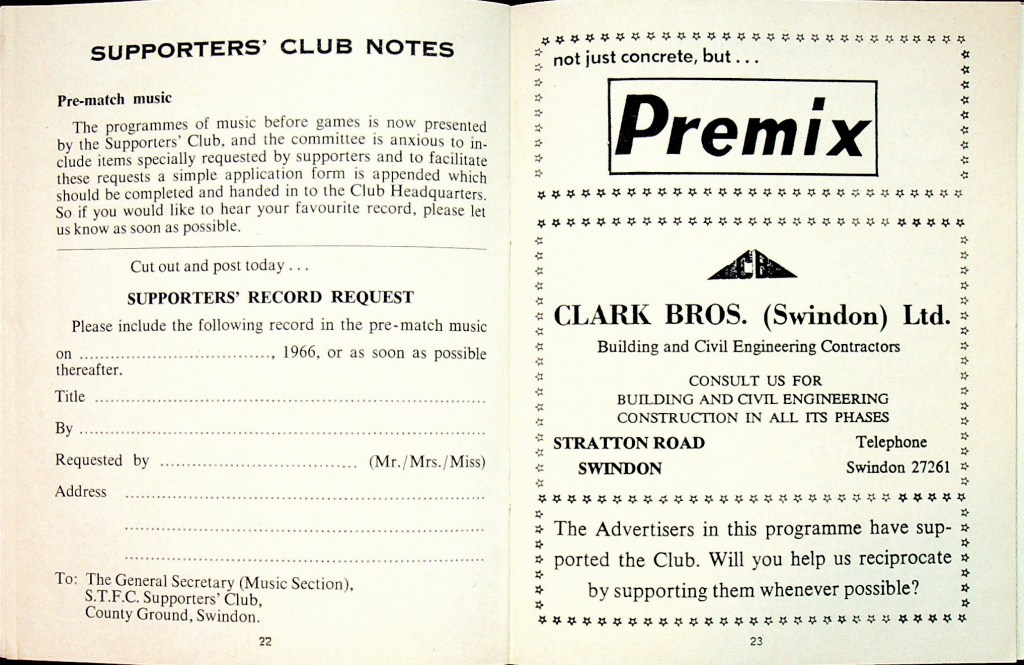 SUPPORTERS' CLUB NOTES
Pre-match music
The programmes of music before games is now presented
by the Supporters' Club, and the committee is anxious to in-
clude items specially requested by supporters and to facilitate
these requests a simple application form is appended which
should be completed and handed in to the Club Headquarters.
So if you would like to hear your favourite record, please let
us know as soon as possible.
Cut out and post today . . .
SUPPORTERS' RECORD REQUEST
Please include the following record in the pre-match music
on ..............................., 1966, or as soon as possible
thereafter.
Title ................................................................
By ...................................................................
Requested by ................................. (Mr./Mrs./Miss)
Address ............................................................
............................................................
............................................................
To: The General Secretary (Music Section),
S.T.F.C. Supporters' Club,
County Ground, Swindon.
22
not just concrete, but . . .
Premix
CB
CLARK BROS. (Swindon) Ltd.
Building and Civil Engineering Contractors
CONSULT US FOR
BUILDING AND CIVIL ENGINEERING
CONSTRUCTION IN ALL ITS PHASES
STRATTON ROAD Telephone
SWINDON Swindon 27261
The Advertisers in this programme have sup-
ported the Club. Will you help us reciprocate
by supporting them whenever possible?
23